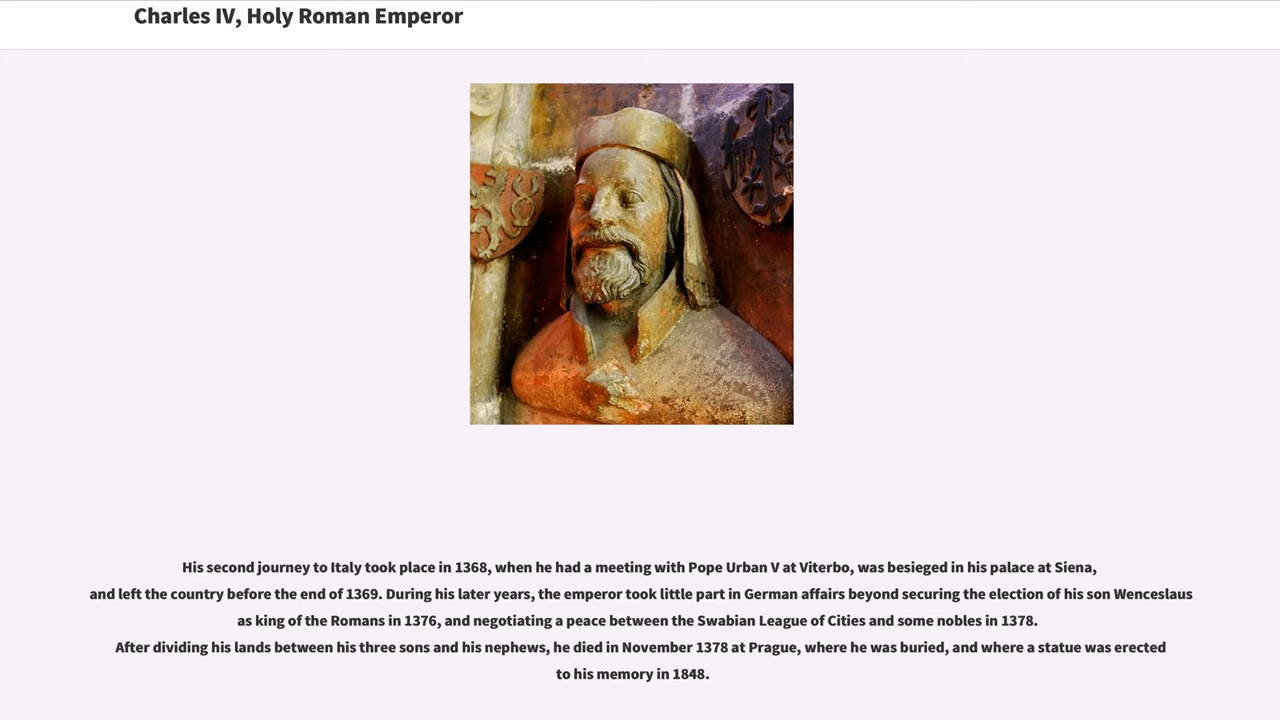 Charles IV, Holy Roman Emperor
His second journey to Italy took place in 1368, when he had a meeting with Pope Urban V at Viterbo, was besieged in his palace at Siena,
and left the country before the end of 1369. During his later years, the emperor took little part in German affairs beyond securing the election of his son Wenceslaus
as king of the Romans in 1376, and negotiating a peace between the Swabian League of Cities and some nobles in 1378.
After dividing his lands between his three sons and his nephews, he died in November 1378 at Prague, where he was buried, and where a statue was erected
to his memory in 1848.